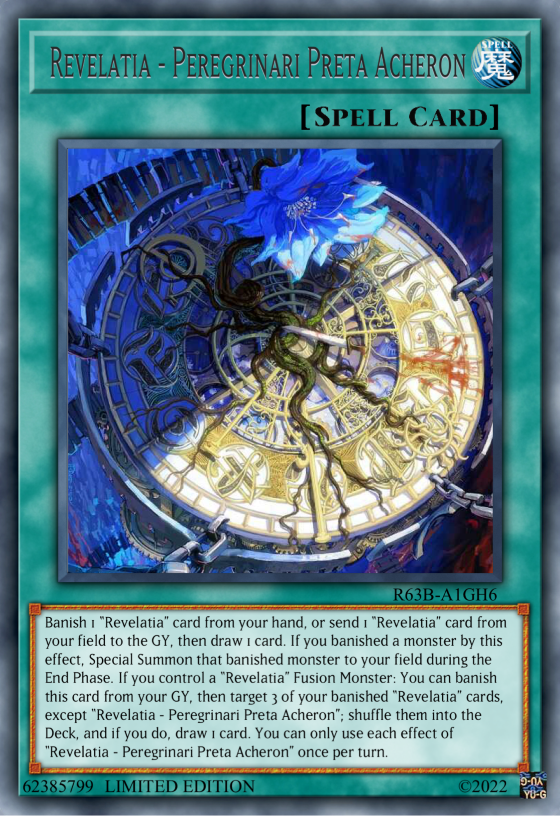 Revelatia - Peregrinari Preta Acheron
SPELL
魔
[Spell Card]
R63B-A1GH6
Banish 1 "Revelatia" card from your hand, or send 1 "Revelatia" card from
your field to the GY, then draw 1 card. If you banished a monster by this
effect, Special Summon that banished monster to your field during the
End Phase. If you control a "Revelatia" Fusion Monster: You can banish
this card from your GY, then target 3 of your banished "Revelatia" cards,
except "Revelatia - Peregrinari Preta Acheron"; shuffle them into the
Deck, and if you do, draw 1 card. You can only use each effect of
"Revelatia - Peregrinari Preta Acheron" once per turn.
62385799 LIMITED EDITION
©2022
YU-G
YU-G